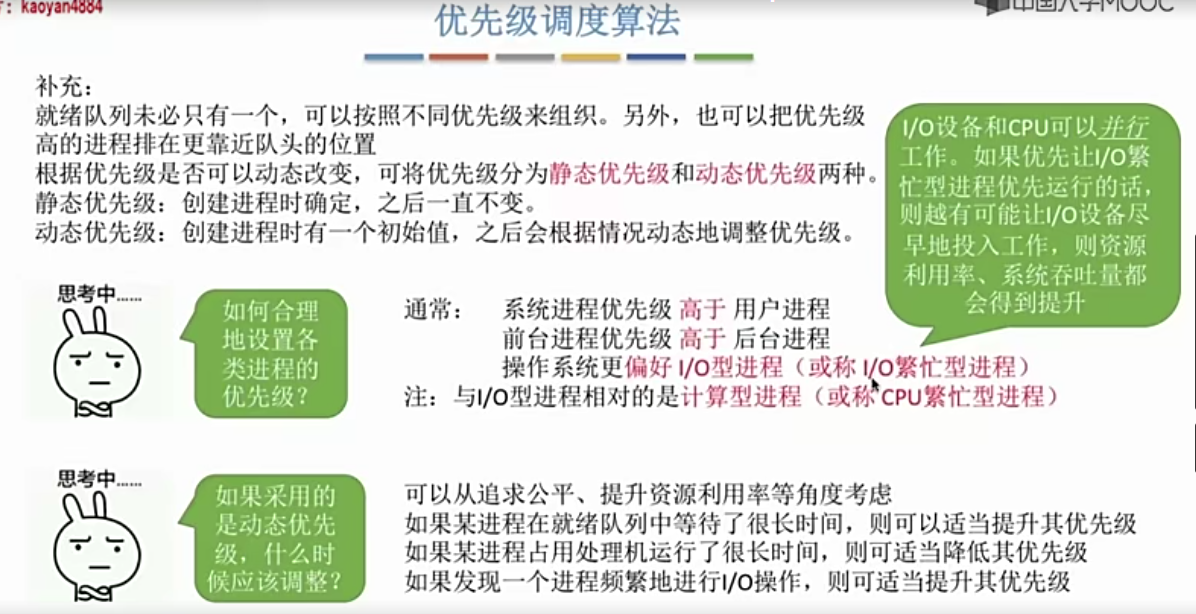 : kaoyan4884
中国大学MOOC
优先级调度算法
补充：
就绪队列未必只有一个，可以按照不同优先级来组织。另外，也可以把优先级
高的进程排在更靠近队头的位置
根据优先级是否可以动态改变，可将优先级分为静态优先级和动态优先级两种。
静态优先级：创建进程时确定，之后一直不变。
动态优先级：创建进程时有一个初始值，之后会根据情况动态地调整优先级。
I/O设备和CPU可以并行
工作。如果优先让I/O繁
忙型进程优先运行的话，
则越有可能让I/O设备尽
早地投入工作，则资源
利用率、系统吞吐量都
会得到提升
思考中......
如何合理
地设置各
类进程的
优先级？
通常： 系统进程优先级 高于 用户进程
前台进程优先级 高于 后台进程
操作系统更偏好 I/O型进程（或称 I/O繁忙型进程）
注：与I/O型进程相对的是计算型进程（或称 CPU繁忙型进程）
思考中......
如果采用的
是动态优先
级，什么时
候应该调整？
可以从追求公平、提升资源利用率等角度考虑
如果某进程在就绪队列中等待了很长时间，则可以适当提升其优先级
如果某进程占用处理机运行了很长时间，则可适当降低其优先级
如果发现一个进程频繁地进行I/O操作，则可适当提升其优先级